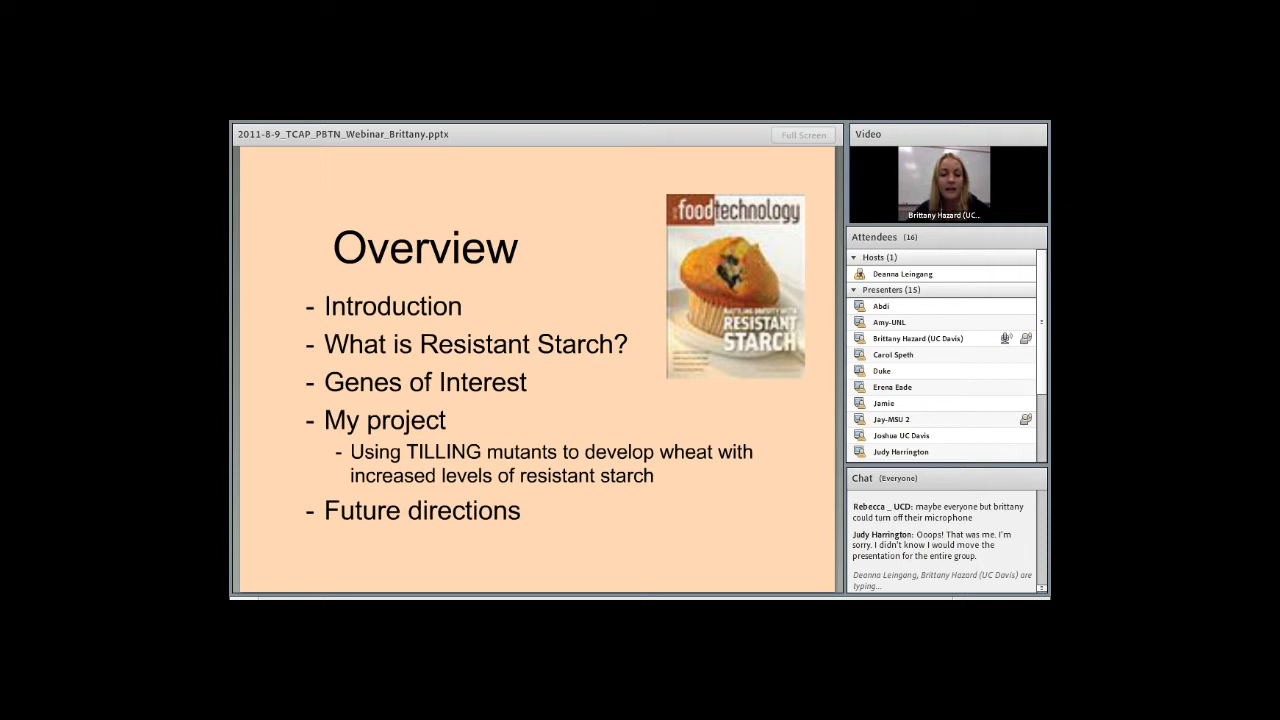 2011-8-9_TCAP_PBTN_Webinar_Brittany.pptx
Full Screen
Overview
- Introduction
- What is Resistant Starch?
- Genes of Interest
- My project
- Using TILLING mutants to develop wheat with
increased levels of resistant starch
- Future directions
foodtechnology
RESISTANT
STARCH
Video
Brittany Hazard (UC...
Attendees (16)
Hosts (1)
Deanna Leingang
Presenters (15)
Abdi
Amy-UNL
Brittany Hazard (UC Davis)
Carol Speth
Duke
Erena Eade
Jamie
Jay-MSU 2
Joshua UC Davis
Judy Harrington
Chat (Everyone)
Rebecca _ UCD: maybe everyone but brittany
could turn off their microphone
Judy Harrington: Ooops! That was me. I'm
sorry. I didn't know I would move the
presentation for the entire group.
Deanna Leingang, Brittany Hazard (UC Davis) are
typing...